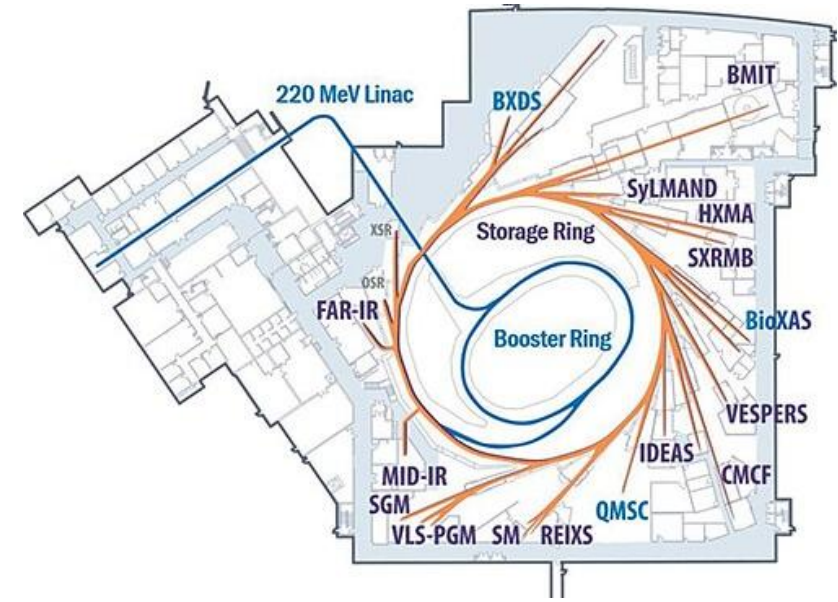 BMIT
220 MeV Linac
BXDS
SyLMAND
HXMA
XSR
Storage Ring
SXRMB
OSR
FAR-IR
BioXAS
Booster Ring
VESPERS
IDEAS
MID-IR
CMCF
SGM
QMSC
VLS-PGM SM REIXS